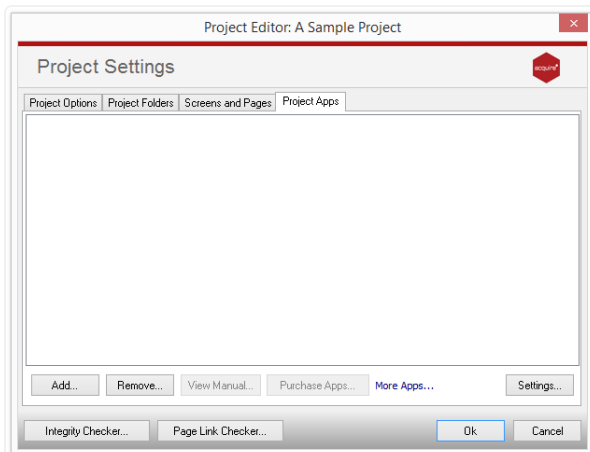 Project Editor: A Sample Project
Project Settings
acquire
Project Options Project Folders Screens and Pages Project Apps
Add... Remove... View Manual... Purchase Apps... More Apps... Settings...
Integrity Checker... Page Link Checker... Ok Cancel